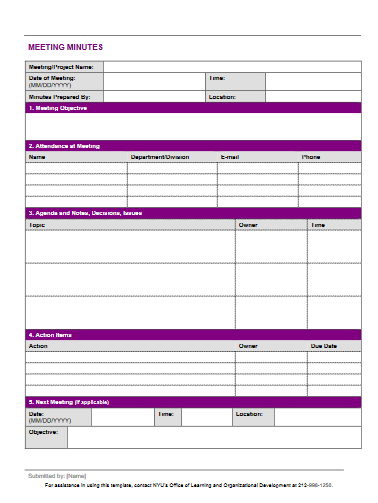 MEETING MINUTES
Meeting/Project Name:
Date of Meeting: Time:
(MM/DD/YYYY)
Minutes Prepared By: Location:
1. Meeting Objective
2. Attendance at Meeting
Name Department/Division E-mail Phone
3. Agenda and Notes, Decisions, Issues
Topic Owner Time
4. Action Items
Action Owner Due Date
5. Next Meeting (if applicable)
Date: Time: Location:
(MM/DD/YYYY)
Objective:
Submitted by: [Name]
For assistance in using this template, contact NYU's Office of Learning and Organizational Development at 212-998-1250.